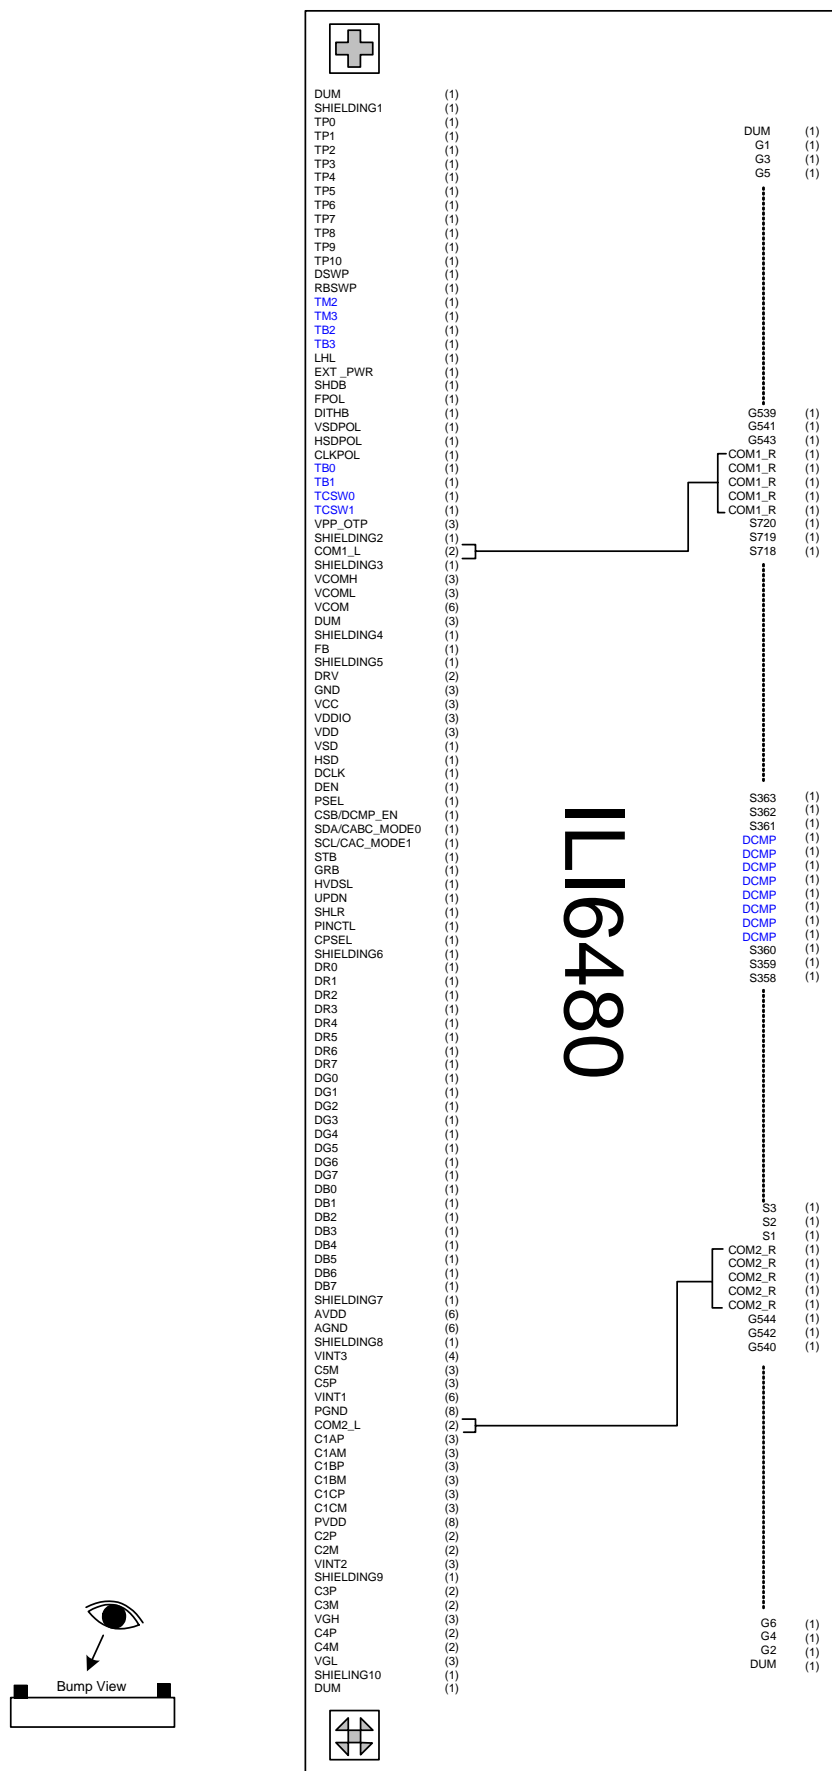 DUM (1)
SHIELDING1 (1)
TP0 (1)
TP1 (1)
TP2 (1)
TP3 (1)
TP4 (1)
TP5 (1)
TP6 (1)
TP7 (1)
TP8 (1)
TP9 (1)
TP10 (1)
DSWP (1)
RBSWP (1)
TM2 (1)
TM3 (1)
TB2 (1)
TB3 (1)
LHL (1)
EXT _PWR (1)
SHDB (1)
FPOL (1)
DITHB (1)
VSDPOL (1)
HSDPOL (1)
CLKPOL (1)
TB0 (1)
TB1 (1)
TCSW0 (1)
TCSW1 (1)
VPP_OTP (3)
SHIELDING2 (1)
COM1_L (2)
SHIELDING3 (1)
VCOMH (3)
VCOML (3)
VCOM (6)
DUM (3)
SHIELDING4 (1)
FB (1)
SHIELDING5 (1)
DRV (2)
GND (3)
VCC (3)
VDDIO (3)
VDD (3)
VSD (1)
HSD (1)
DCLK (1)
DEN (1)
PSEL (1)
CSB/DCMP_EN (1)
SDA/CABC_MODE0 (1)
SCL/CAC_MODE1 (1)
STB (1)
GRB (1)
HVDSL (1)
UPDN (1)
SHLR (1)
PINCTL (1)
CPSEL (1)
SHIELDING6 (1)
DR0 (1)
DR1 (1)
DR2 (1)
DR3 (1)
DR4 (1)
DR5 (1)
DR6 (1)
DR7 (1)
DG0 (1)
DG1 (1)
DG2 (1)
DG3 (1)
DG4 (1)
DG5 (1)
DG6 (1)
DG7 (1)
DB0 (1)
DB1 (1)
DB2 (1)
DB3 (1)
DB4 (1)
DB5 (1)
DB6 (1)
DB7 (1)
SHIELDING7 (1)
AVDD (6)
AGND (6)
SHIELDING8 (1)
VINT3 (4)
C5M (3)
C5P (3)
VINT1 (6)
PGND (8)
COM2_L (2)
C1AP (3)
C1AM (3)
C1BP (3)
C1BM (3)
C1CP (3)
C1CM (3)
PVDD (8)
C2P (2)
C2M (2)
VINT2 (3)
SHIELDING9 (1)
C3P (2)
C3M (2)
VGH (3)
C4P (2)
C4M (2)
VGL (3)
SHIELING10 (1)
DUM (1)
ILI6480
DUM (1)
G1 (1)
G3 (1)
G5 (1)
G539 (1)
G541 (1)
G543 (1)
COM1_R (1)
COM1_R (1)
COM1_R (1)
COM1_R (1)
COM1_R (1)
S720 (1)
S719 (1)
S718 (1)
S363 (1)
S362 (1)
S361 (1)
DCMP (1)
DCMP (1)
DCMP (1)
DCMP (1)
DCMP (1)
DCMP (1)
DCMP (1)
DCMP (1)
S360 (1)
S359 (1)
S358 (1)
S3 (1)
S2 (1)
S1 (1)
COM2_R (1)
COM2_R (1)
COM2_R (1)
COM2_R (1)
COM2_R (1)
G544 (1)
G542 (1)
G540 (1)
G6 (1)
G4 (1)
G2 (1)
DUM (1)
Bump View